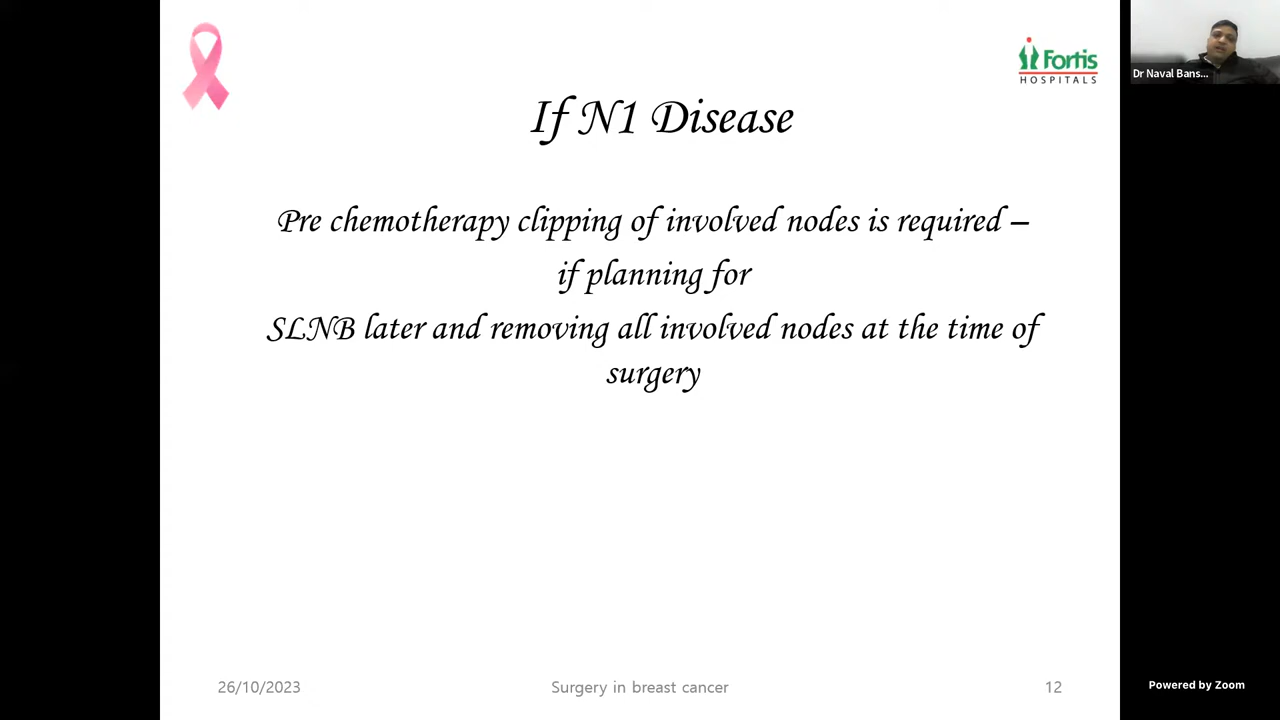 Fortis
HOSPITALS
Dr Naval Bans...
If N1 Disease
Pre chemotherapy clipping of involved nodes is required –
if planning for
SLNB later and removing all involved nodes at the time of
surgery
26/10/2023
Surgery in breast cancer
12
Powered by Zoom